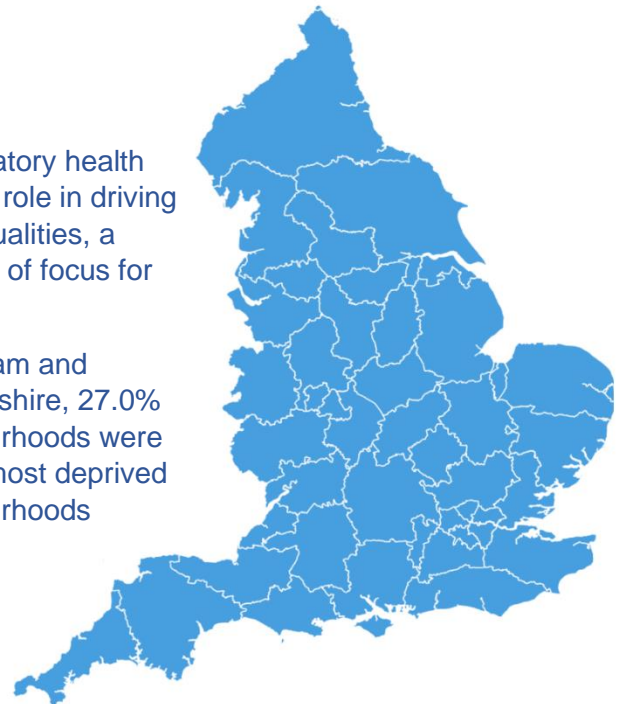 atory health
role in driving
ualities, a
of focus for
am and
shire, 27.0%
rhoods were
most deprived
rhoods